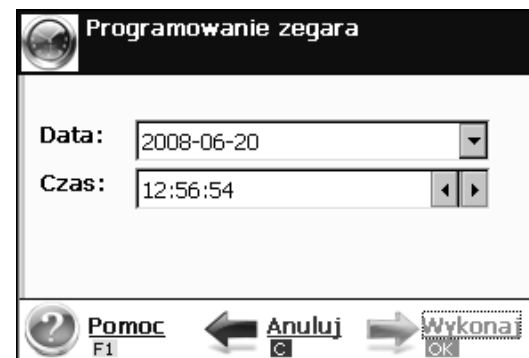 Programowanie zegara
Data: 2008-06-20
Czas: 12:56:54
Pomoc Anuluj Wykonaj
F1 C OK